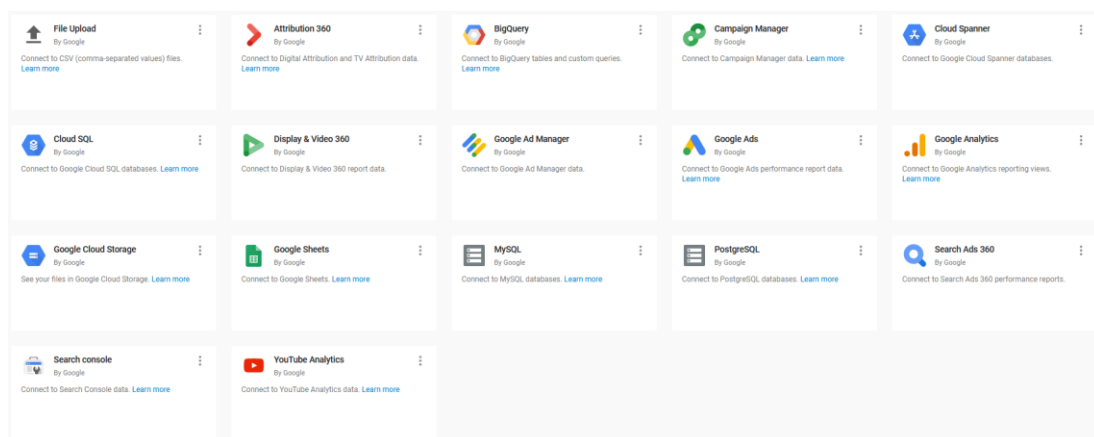 File Upload
By Google
Connect to CSV (comma-separated values) files.
Learn more
Attribution 360
By Google
Connect to Digital Attribution and TV Attribution data.
Learn more
BigQuery
By Google
Connect to BigQuery tables and custom queries.
Learn more
Campaign Manager
By Google
Connect to Campaign Manager data. Learn more
Cloud Spanner
By Google
Connect to Google Cloud Spanner databases.
Cloud SQL
By Google
Connect to Google Cloud SQL databases. Learn more
Display & Video 360
By Google
Connect to Display & Video 360 report data.
Google Ad Manager
By Google
Connect to Google Ad Manager data.
Google Ads
By Google
Connect to Google Ads performance report data.
Learn more
Google Analytics
By Google
Connect to Google Analytics reporting views.
Learn more
Google Cloud Storage
By Google
See your files in Google Cloud Storage. Learn more
Google Sheets
By Google
Connect to Google Sheets. Learn more
MySQL
By Google
Connect to MySQL databases. Learn more
PostgreSQL
By Google
Connect to PostgreSQL databases. Learn more
Search Ads 360
By Google
Connect to Search Ads 360 performance reports.
Search console
By Google
Connect to Search Console data. Learn more
YouTube Analytics
By Google
Connect to YouTube Analytics data. Learn more